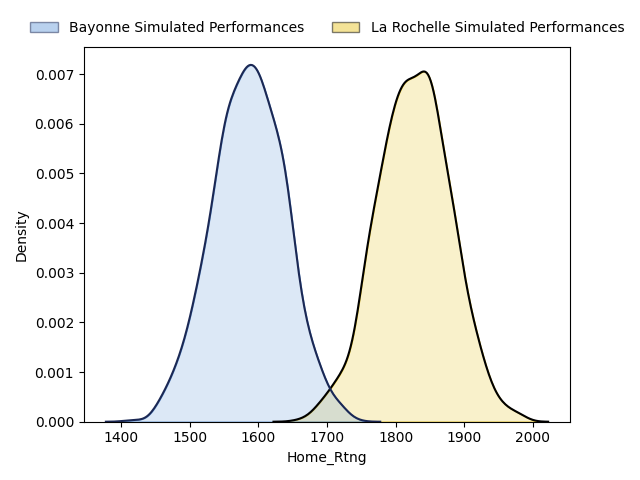 Bayonne Simulated Performances La Rochelle Simulated Performances
0.007
0.006
0.005
0.004
0.003
0.002
0.001
0.000
Density
1400 1500 1600 1700 1800 1900 2000
Home_Rtng